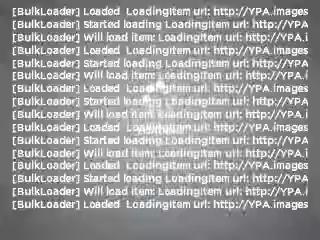 [BulkLoader] Loaded  LoadingItem url: http://YPA.images
[BulkLoader] Started loading LoadingItem url: http://YPA
[BulkLoader] Will load item: LoadingItem url: http://YPA.i
[BulkLoader] Loaded  LoadingItem url: http://YPA.images
[BulkLoader] Started loading LoadingItem url: http://YPA
[BulkLoader] Will load item: LoadingItem url: http://YPA.i
[BulkLoader] Loaded  LoadingItem url: http://YPA.images
[BulkLoader] Started loading LoadingItem url: http://YPA
[BulkLoader] Will load item: LoadingItem url: http://YPA.i
[BulkLoader] Loaded  LoadingItem url: http://YPA.images
[BulkLoader] Started loading LoadingItem url: http://YPA
[BulkLoader] Will load item: LoadingItem url: http://YPA.i
[BulkLoader] Loaded  LoadingItem url: http://YPA.images
[BulkLoader] Started loading LoadingItem url: http://YPA
[BulkLoader] Will load item: LoadingItem url: http://YPA.i
[BulkLoader] Loaded  LoadingItem url: http://YPA.images